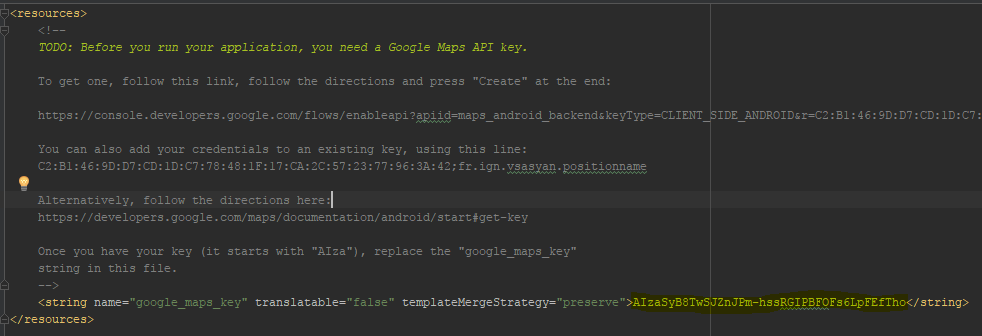 <resources>
<!--
TODO: Before you run your application, you need a Google Maps API key.
To get one, follow this link, follow the directions and press "Create" at the end:
https://console.developers.google.com/flows/enableapi?apiid=maps_android_backend&keyType=CLIENT_SIDE_ANDROID&r=C2:B1:46:9D:D7:CD:1D:C7:
You can also add your credentials to an existing key, using this line:
C2:B1:46:9D:D7:CD:1D:C7:78:48:1F:17:CA:2C:57:23:77:96:3A:42;fr.ign.vsasyan.positionname
Alternatively, follow the directions here:
https://developers.google.com/maps/documentation/android/start#get-key
Once you have your key (it starts with "AIza"), replace the "google_maps_key"
string in this file.
-->
<string name="google_maps_key" translatable="false" templateMergeStrategy="preserve">AIzaSyB8TwSJZnJPm-hssRGIPBFOFs6LpFEfTho</string>
</resources>